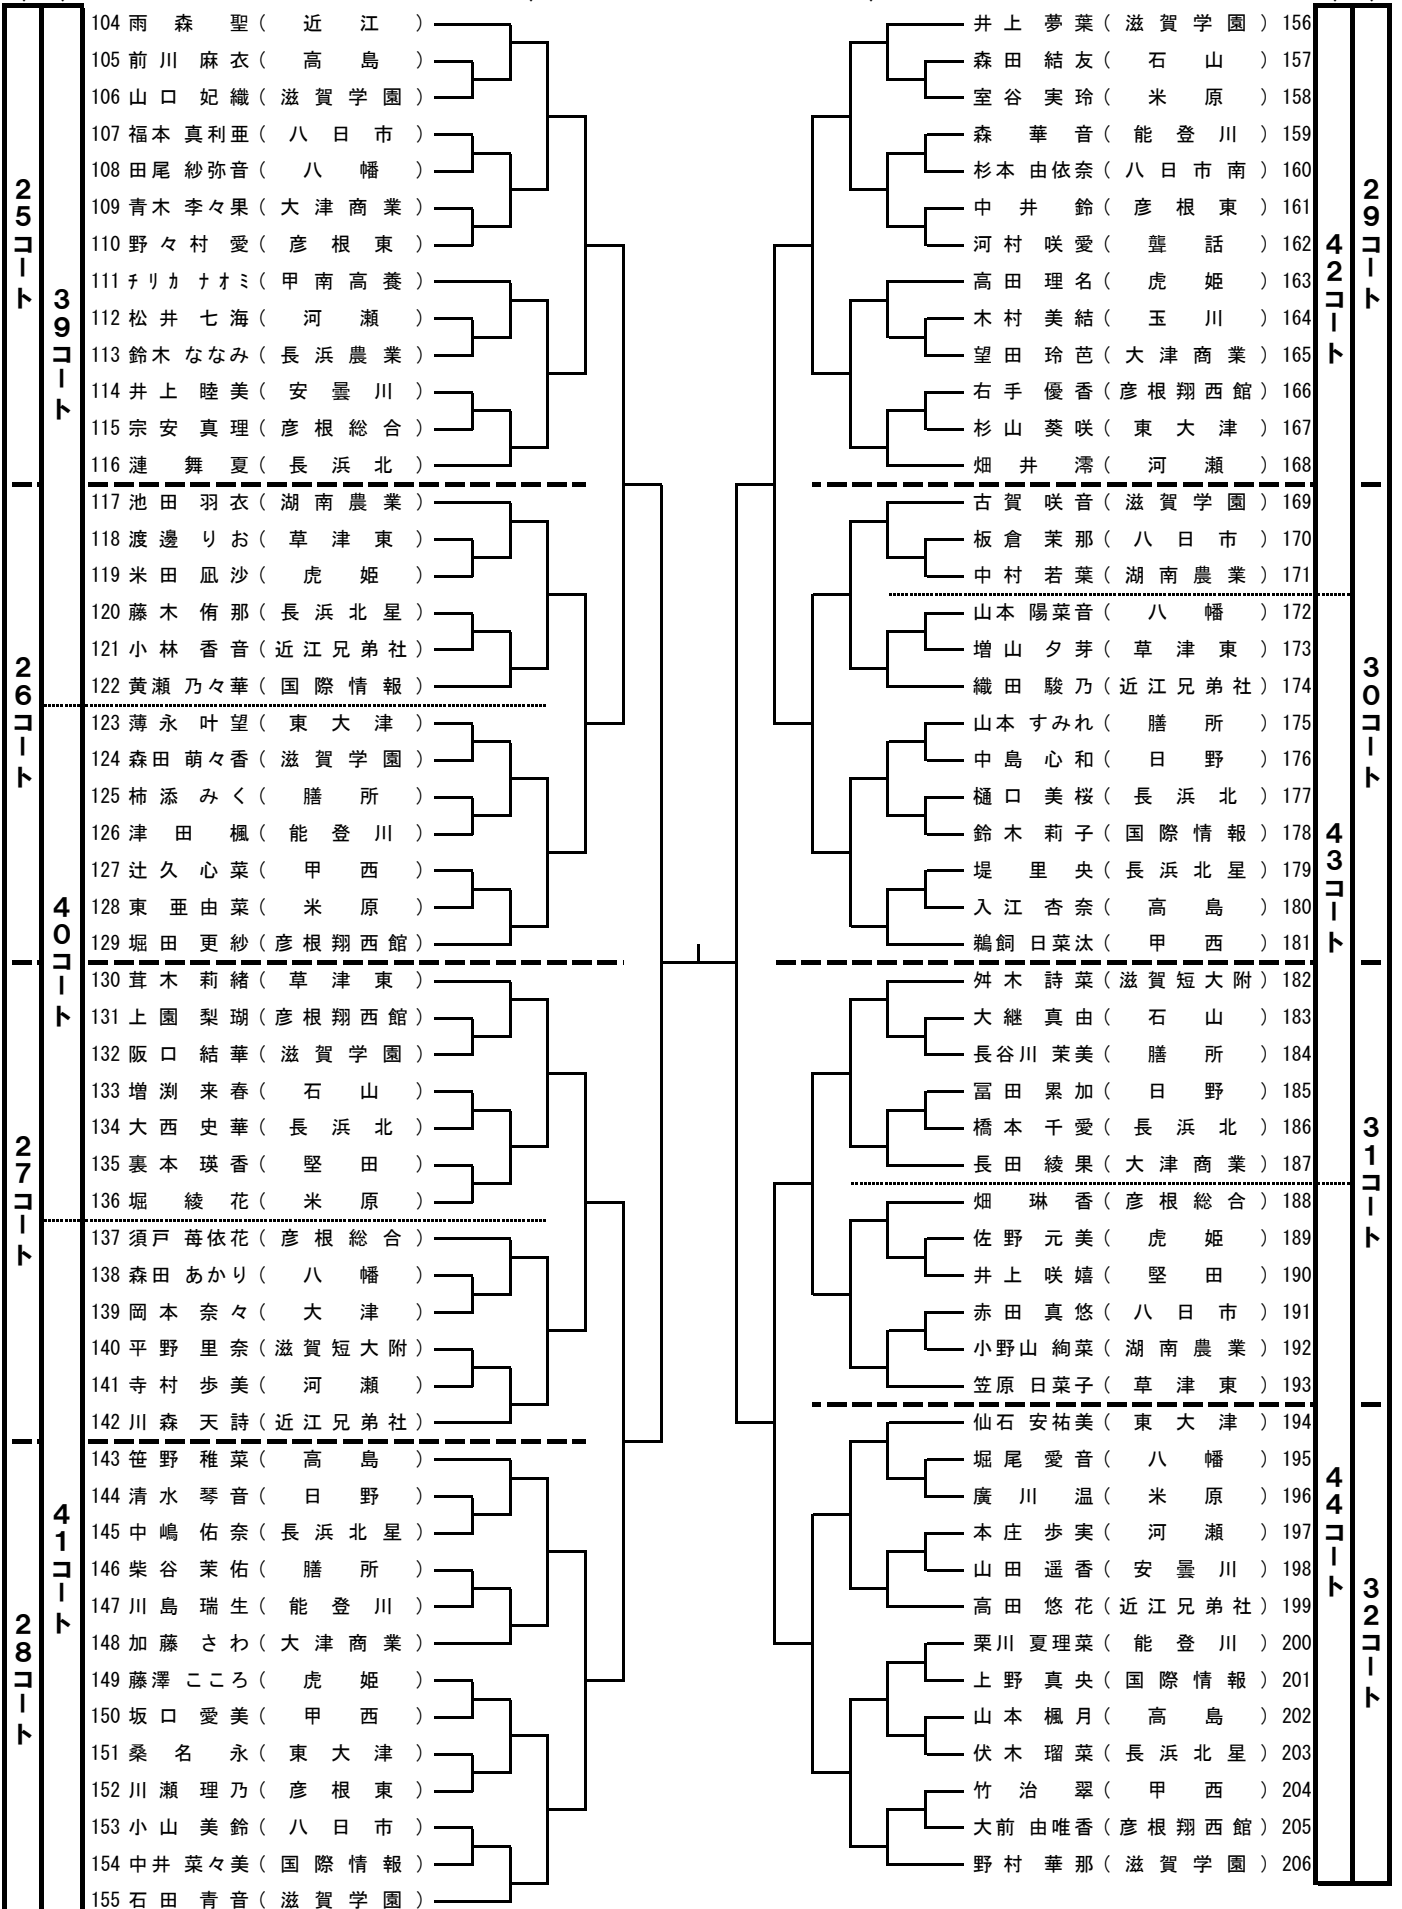 25コート
26コート
27コート
28コート
39コート
40コート
41コート
104 雨 森 聖 ( 近 江 )
105 前 川 麻 衣 ( 高 島 )
106 山 口 妃 織 ( 滋 賀 学 園 )
107 福本 真利亜 ( 八 日 市 )
108 田尾 紗弥音 ( 八 幡 )
109 青木 李々果 ( 大 津 商 業 )
110 野 々 村 愛 ( 彦 根 東 )
111 ﾁﾘｶ ﾅｵﾐ ( 甲 南 高 養 )
112 松 井 七 海 ( 河 瀬 )
113 鈴木 ななみ ( 長 浜 農 業 )
114 井 上 睦 美 ( 安 曇 川 )
115 宗 安 真 理 ( 彦 根 総 合 )
116 漣 舞 夏 ( 長 浜 北 )
117 池 田 羽 衣 ( 湖 南 農 業 )
118 渡 邊 り お ( 草 津 東 )
119 米 田 凪 沙 ( 虎 姫 )
120 藤 木 侑 那 ( 長 浜 北 星 )
121 小 林 香 音 ( 近 江 兄 弟 社 )
122 黄瀬 乃々華 ( 国 際 情 報 )
123 薄 永 叶 望 ( 東 大 津 )
124 森田 萌々香 ( 滋 賀 学 園 )
125 柿 添 み く ( 膳 所 )
126 津 田 楓 ( 能 登 川 )
127 辻 久 心 菜 ( 甲 西 )
128 東 亜 由 菜 ( 米 原 )
129 堀 田 更 紗 ( 彦 根 翔 西 館 )
130 茸 木 莉 緒 ( 草 津 東 )
131 上 園 梨 瑚 ( 彦 根 翔 西 館 )
132 阪 口 結 華 ( 滋 賀 学 園 )
133 増 渕 来 春 ( 石 山 )
134 大 西 史 華 ( 長 浜 北 )
135 裏 本 瑛 香 ( 堅 田 )
136 堀 綾 花 ( 米 原 )
137 須戸 苺依花 ( 彦 根 総 合 )
138 森田 あかり ( 八 幡 )
139 岡 本 奈 々 ( 大 津 )
140 平 野 里 奈 ( 滋 賀 短 大 附 )
141 寺 村 歩 美 ( 河 瀬 )
142 川 森 天 詩 ( 近 江 兄 弟 社 )
143 笹 野 稚 菜 ( 高 島 )
144 清 水 琴 音 ( 日 野 )
145 中 嶋 佑 奈 ( 長 浜 北 星 )
146 柴 谷 茉 佑 ( 膳 所 )
147 川 島 瑞 生 ( 能 登 川 )
148 加 藤 さ わ ( 大 津 商 業 )
149 藤澤 こころ ( 虎 姫 )
150 坂 口 愛 美 ( 甲 西 )
151 桑 名 永 ( 東 大 津 )
152 川 瀬 理 乃 ( 彦 根 東 )
153 小 山 美 鈴 ( 八 日 市 )
154 中井 菜々美 ( 国 際 情 報 )
155 石 田 青 音 ( 滋 賀 学 園 )
井 上 夢 葉 ( 滋 賀 学 園 ) 156
森 田 結 友 ( 石 山 ) 157
室 谷 実 玲 ( 米 原 ) 158
森 華 音 ( 能 登 川 ) 159
杉本 由依奈 ( 八 日 市 南 ) 160
中 井 鈴 ( 彦 根 東 ) 161
河 村 咲 愛 ( 聾 話 ) 162
高 田 理 名 ( 虎 姫 ) 163
木 村 美 結 ( 玉 川 ) 164
望 田 玲 芭 ( 大 津 商 業 ) 165
右 手 優 香 ( 彦 根 翔 西 館 ) 166
杉 山 葵 咲 ( 東 大 津 ) 167
畑 井 澪 ( 河 瀬 ) 168
古 賀 咲 音 ( 滋 賀 学 園 ) 169
板 倉 茉 那 ( 八 日 市 ) 170
中 村 若 葉 ( 湖 南 農 業 ) 171
山本 陽菜音 ( 八 幡 ) 172
増 山 夕 芽 ( 草 津 東 ) 173
織 田 駿 乃 ( 近 江 兄 弟 社 ) 174
山本 すみれ ( 膳 所 ) 175
中 島 心 和 ( 日 野 ) 176
樋 口 美 桜 ( 長 浜 北 ) 177
鈴 木 莉 子 ( 国 際 情 報 ) 178
堤 里 央 ( 長 浜 北 星 ) 179
入 江 杏 奈 ( 高 島 ) 180
鵜飼 日菜汰 ( 甲 西 ) 181
舛 木 詩 菜 ( 滋 賀 短 大 附 ) 182
大 継 真 由 ( 石 山 ) 183
長谷川 茉美 ( 膳 所 ) 184
冨 田 累 加 ( 日 野 ) 185
橋 本 千 愛 ( 長 浜 北 ) 186
長 田 綾 果 ( 大 津 商 業 ) 187
畑 琳 香 ( 彦 根 総 合 ) 188
佐 野 元 美 ( 虎 姫 ) 189
井 上 咲 嬉 ( 堅 田 ) 190
赤 田 真 悠 ( 八 日 市 ) 191
小野山 絢菜 ( 湖 南 農 業 ) 192
笠原 日菜子 ( 草 津 東 ) 193
仙石 安祐美 ( 東 大 津 ) 194
堀 尾 愛 音 ( 八 幡 ) 195
廣 川 温 ( 米 原 ) 196
本 庄 歩 実 ( 河 瀬 ) 197
山 田 遥 香 ( 安 曇 川 ) 198
高 田 悠 花 ( 近 江 兄 弟 社 ) 199
栗川 夏理菜 ( 能 登 川 ) 200
上 野 真 央 ( 国 際 情 報 ) 201
山 本 楓 月 ( 高 島 ) 202
伏 木 瑠 菜 ( 長 浜 北 星 ) 203
竹 治 翠 ( 甲 西 ) 204
大前 由唯香 ( 彦 根 翔 西 館 ) 205
野 村 華 那 ( 滋 賀 学 園 ) 206
42コート
43コート
44コート
29コート
30コート
31コート
32コート